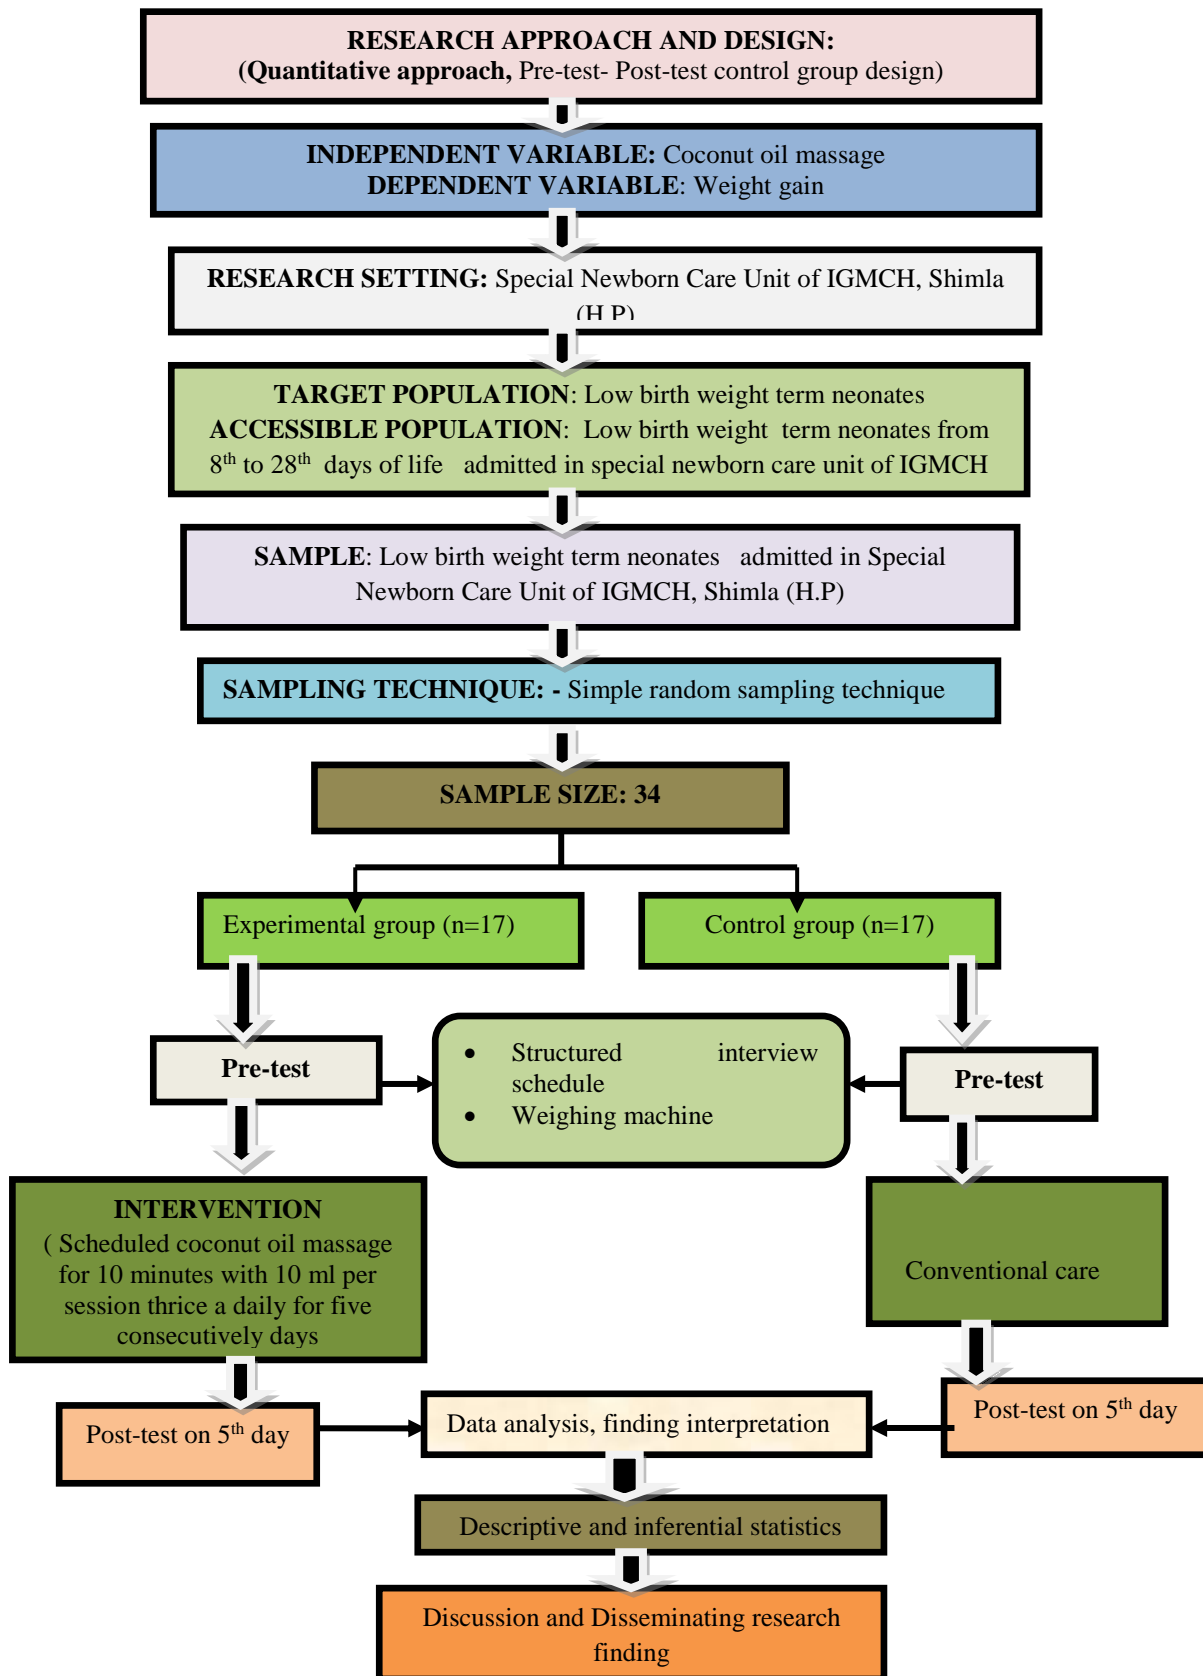 RESEARCH APPROACH AND DESIGN:
(Quantitative approach, Pre-test- Post-test control group design)
INDEPENDENT VARIABLE: Coconut oil massage
DEPENDENT VARIABLE: Weight gain
RESEARCH SETTING: Special Newborn Care Unit of IGMCH, Shimla
(H.P)
TARGET POPULATION: Low birth weight term neonates
ACCESSIBLE POPULATION: Low birth weight term neonates from
8th to 28th days of life admitted in special newborn care unit of IGMCH
SAMPLE: Low birth weight term neonates admitted in Special
Newborn Care Unit of IGMCH, Shimla (H.P)
SAMPLING TECHNIQUE: - Simple random sampling technique
SAMPLE SIZE: 34
Experimental group (n=17)
Control group (n=17)
Pre-test
• Structured interview
schedule
• Weighing machine
Pre-test
INTERVENTION
( Scheduled coconut oil massage
for 10 minutes with 10 ml per
session thrice a daily for five
consecutively days
Conventional care
Post-test on 5th day
Data analysis, finding interpretation
Post-test on 5th day
Descriptive and inferential statistics
Discussion and Disseminating research
finding